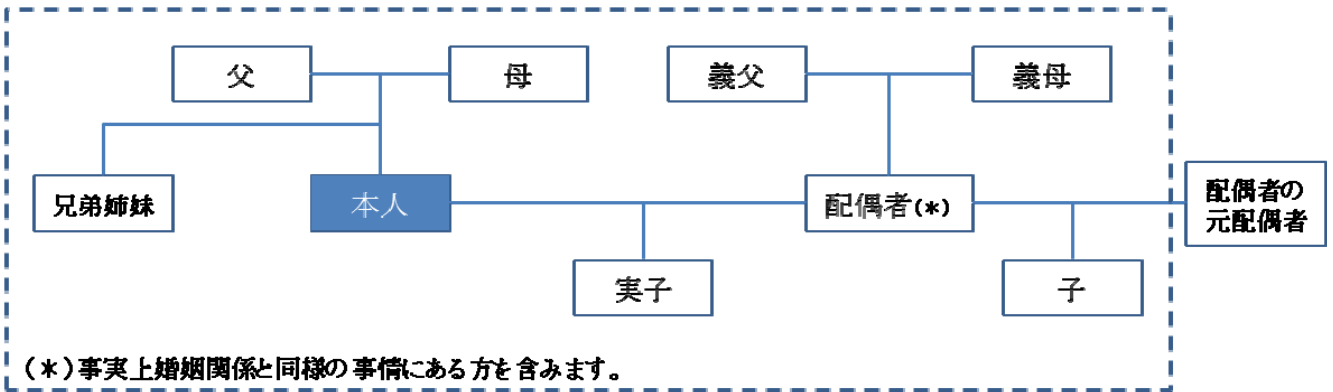 父
母
義父
義母
兄弟姉妹
本人
配偶者(*)
配偶者の
元配偶者
実子
子
(*)事実上婚姻関係と同様の事情にある方を含みます。